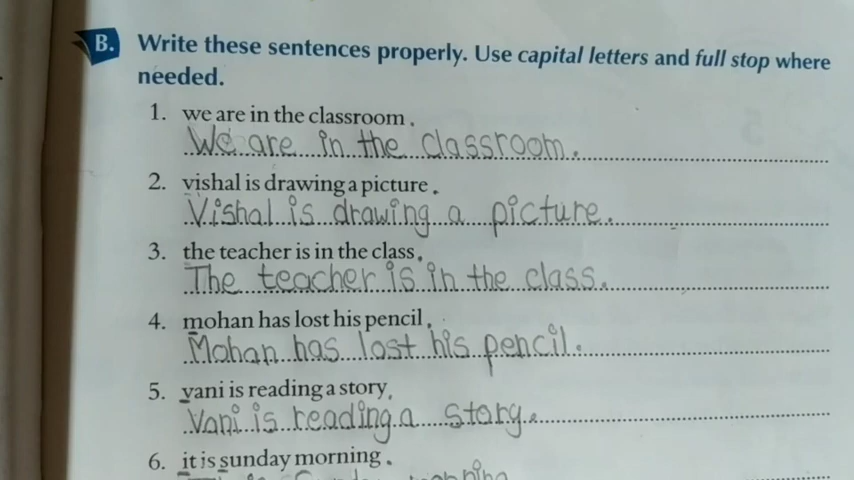 B. Write these sentences properly. Use capital letters and full stop where
needed.
1. we are in the classroom.
We are in the classroom.
2. vishal is drawing a picture.
Vishal is drawing a picture.
3. the teacher is in the class.
The teacher is in the class.
4. mohan has lost his pencil.
Mohan has lost his pencil.
5. vani is reading a story.
Vani is reading a story.
6. it is sunday morning.